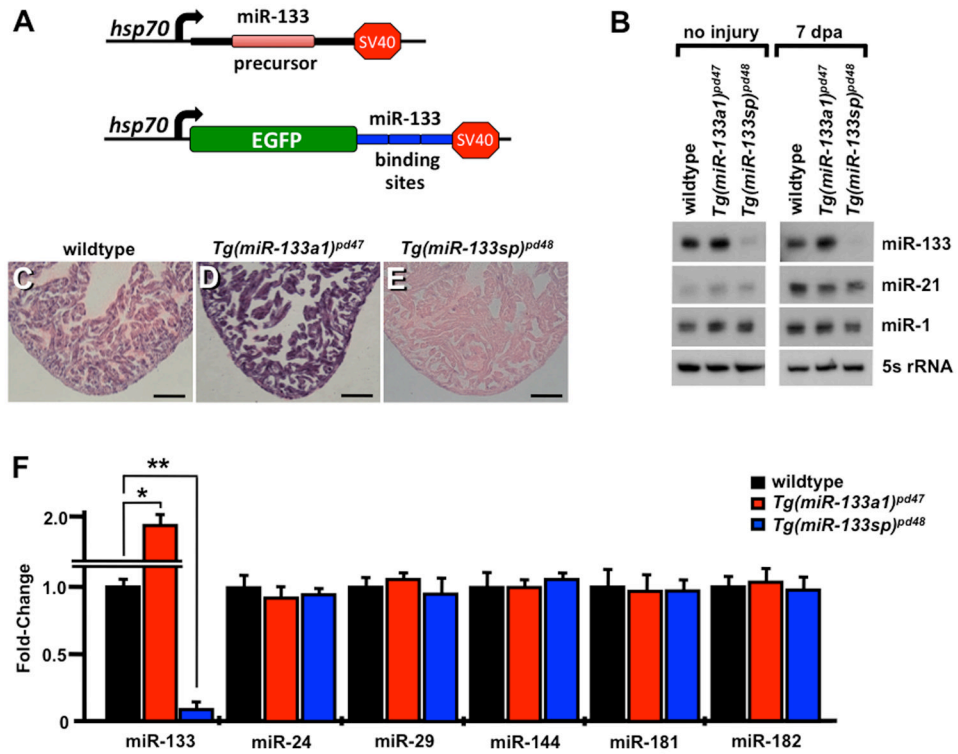 A
hsp70
miR-133
precursor
SV40
hsp70
EGFP
miR-133
binding
sites
SV40
B
no injury
7 dpa
wildtype
Tg(miR-133a1)pd47
Tg(miR-133sp)pd48
wildtype
Tg(miR-133a1)pd47
Tg(miR-133sp)pd48
miR-133
miR-21
miR-1
5s rRNA
wildtype
Tg(miR-133a1)pd47
Tg(miR-133sp)pd48
C
D
E
F
**
*
wildtype
Tg(miR-133a1)pd47
Tg(miR-133sp)pd48
Fold-Change
2.0
1.0
0.5
0
miR-133
miR-24
miR-29
miR-144
miR-181
miR-182